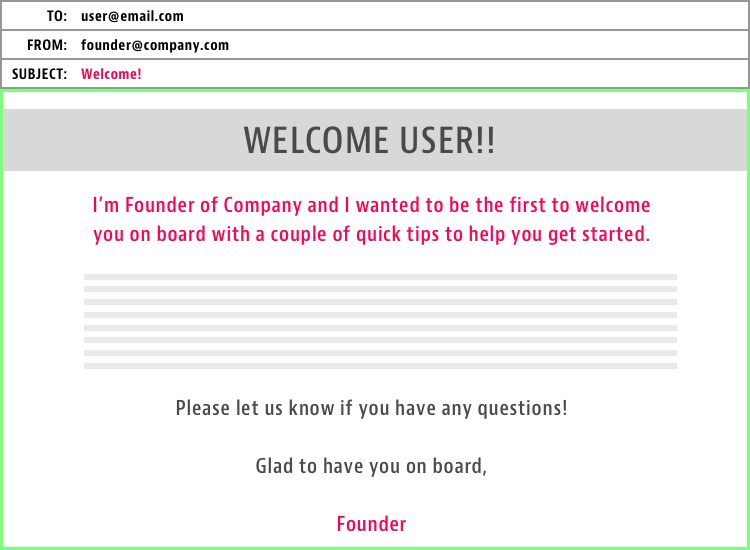 TO: user@email.com
FROM: founder@company.com
SUBJECT: Welcome!
WELCOME USER!!
I'm Founder of Company and I wanted to be the first to welcome
you on board with a couple of quick tips to help you get started.
Please let us know if you have any questions!
Glad to have you on board,
Founder